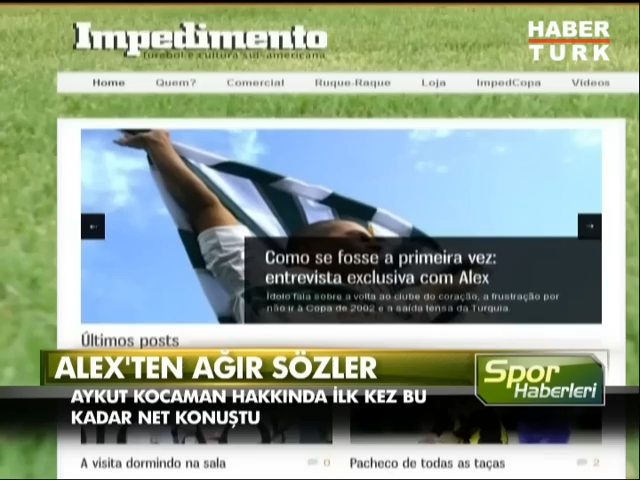 Impedimento
futebol e cultura sul-americana
HABER
TURK
Home Quem? Comercial Ruque-Raque Loja ImpedCopa Vídeos
Como se fosse a primeira vez:
entrevista exclusiva com Alex
Ídolo fala sobre a volta ao clube do coração, a frustração por
não ir à Copa de 2002 e a saída tensa da Turquia.
Últimos posts
ALEX'TEN AĞIR SÖZLER
Spor
Haberleri
AYKUT KOCAMAN HAKKINDA İLK KEZ BU
KADAR NET KONUŞTU
A visita dormindo na sala 0 Pacheco de todas as taças 2